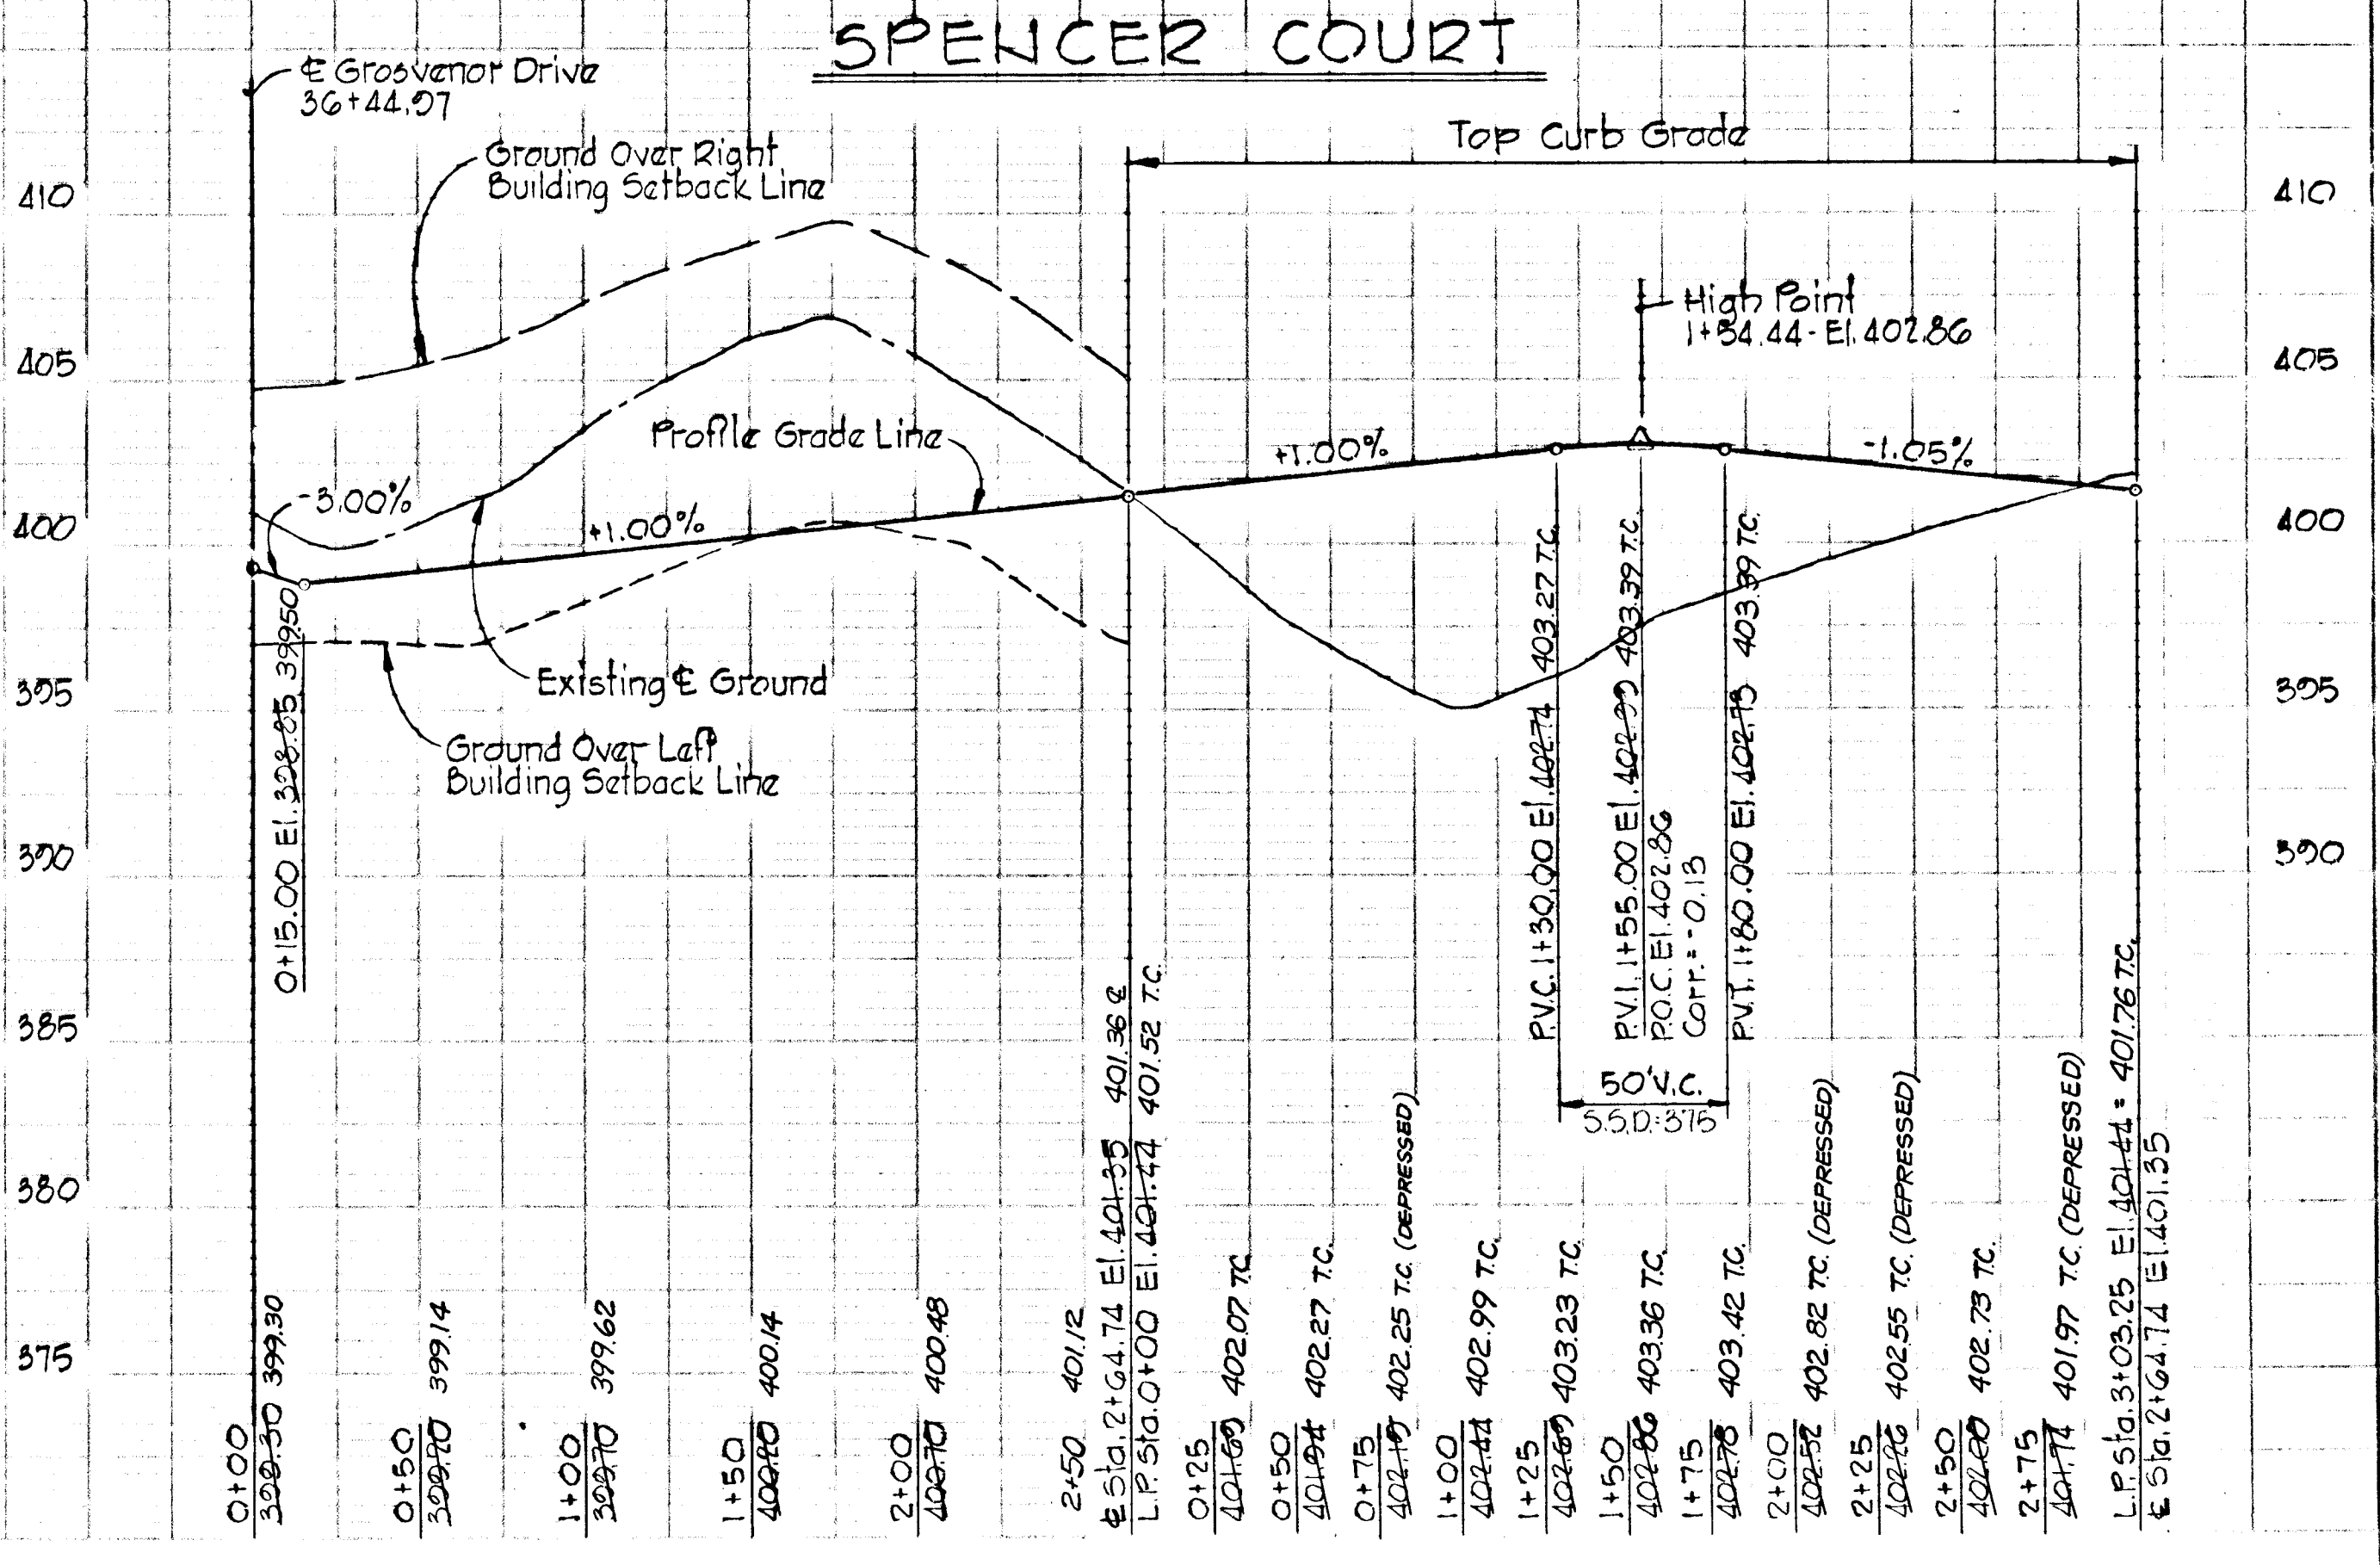 SPENCER COURT
℄ Grosvenor Drive
36+44.97
Ground Over Right
Building Setback Line
Top Curb Grade
410
410
High Point
1+54.44 - El. 402.86
405
405
Profile Grade Line
+1.00%
-1.05%
-3.00%
+1.00%
400
400
Existing ℄ Ground
395
395
Ground Over Left
Building Setback Line
390
390
385
385
380
375
0+15.00 El. 398.85 399.50
P.V.C. 1+30.00 El. 402.74 403.27 T.C.
P.V.I. 1+55.00 El. 402.99 403.39 T.C.
P.O.C. El. 402.86
Corr. = -0.13
P.V.T. 1+80.00 El. 402.73 403.39 T.C.
50' V.C.
S.S.D.=375
0+00
399.30 399.30
0+50
399.20 399.14
1+00
399.70 399.62
1+50
400.20 400.14
2+00
400.70 400.48
2+50 401.12
℄ Sta. 2+64.74 El. 401.35 401.36 ℄
L.P. Sta. 0+00 El. 401.44 401.52 T.C.
0+25
401.69 402.07 T.C.
0+50
401.94 402.27 T.C.
0+75
402.19 402.25 T.C. (DEPRESSED)
1+00
402.44 402.99 T.C.
1+25
402.69 403.23 T.C.
1+50
402.86 403.36 T.C.
1+75
402.78 403.42 T.C.
2+00
402.52 402.82 T.C. (DEPRESSED)
2+25
402.26 402.55 T.C. (DEPRESSED)
2+50
402.00 402.73 T.C.
2+75
401.74 401.97 T.C. (DEPRESSED)
L.P. Sta. 3+03.25 El. 401.44 = 401.76 T.C.
℄ Sta. 2+64.74 El. 401.35